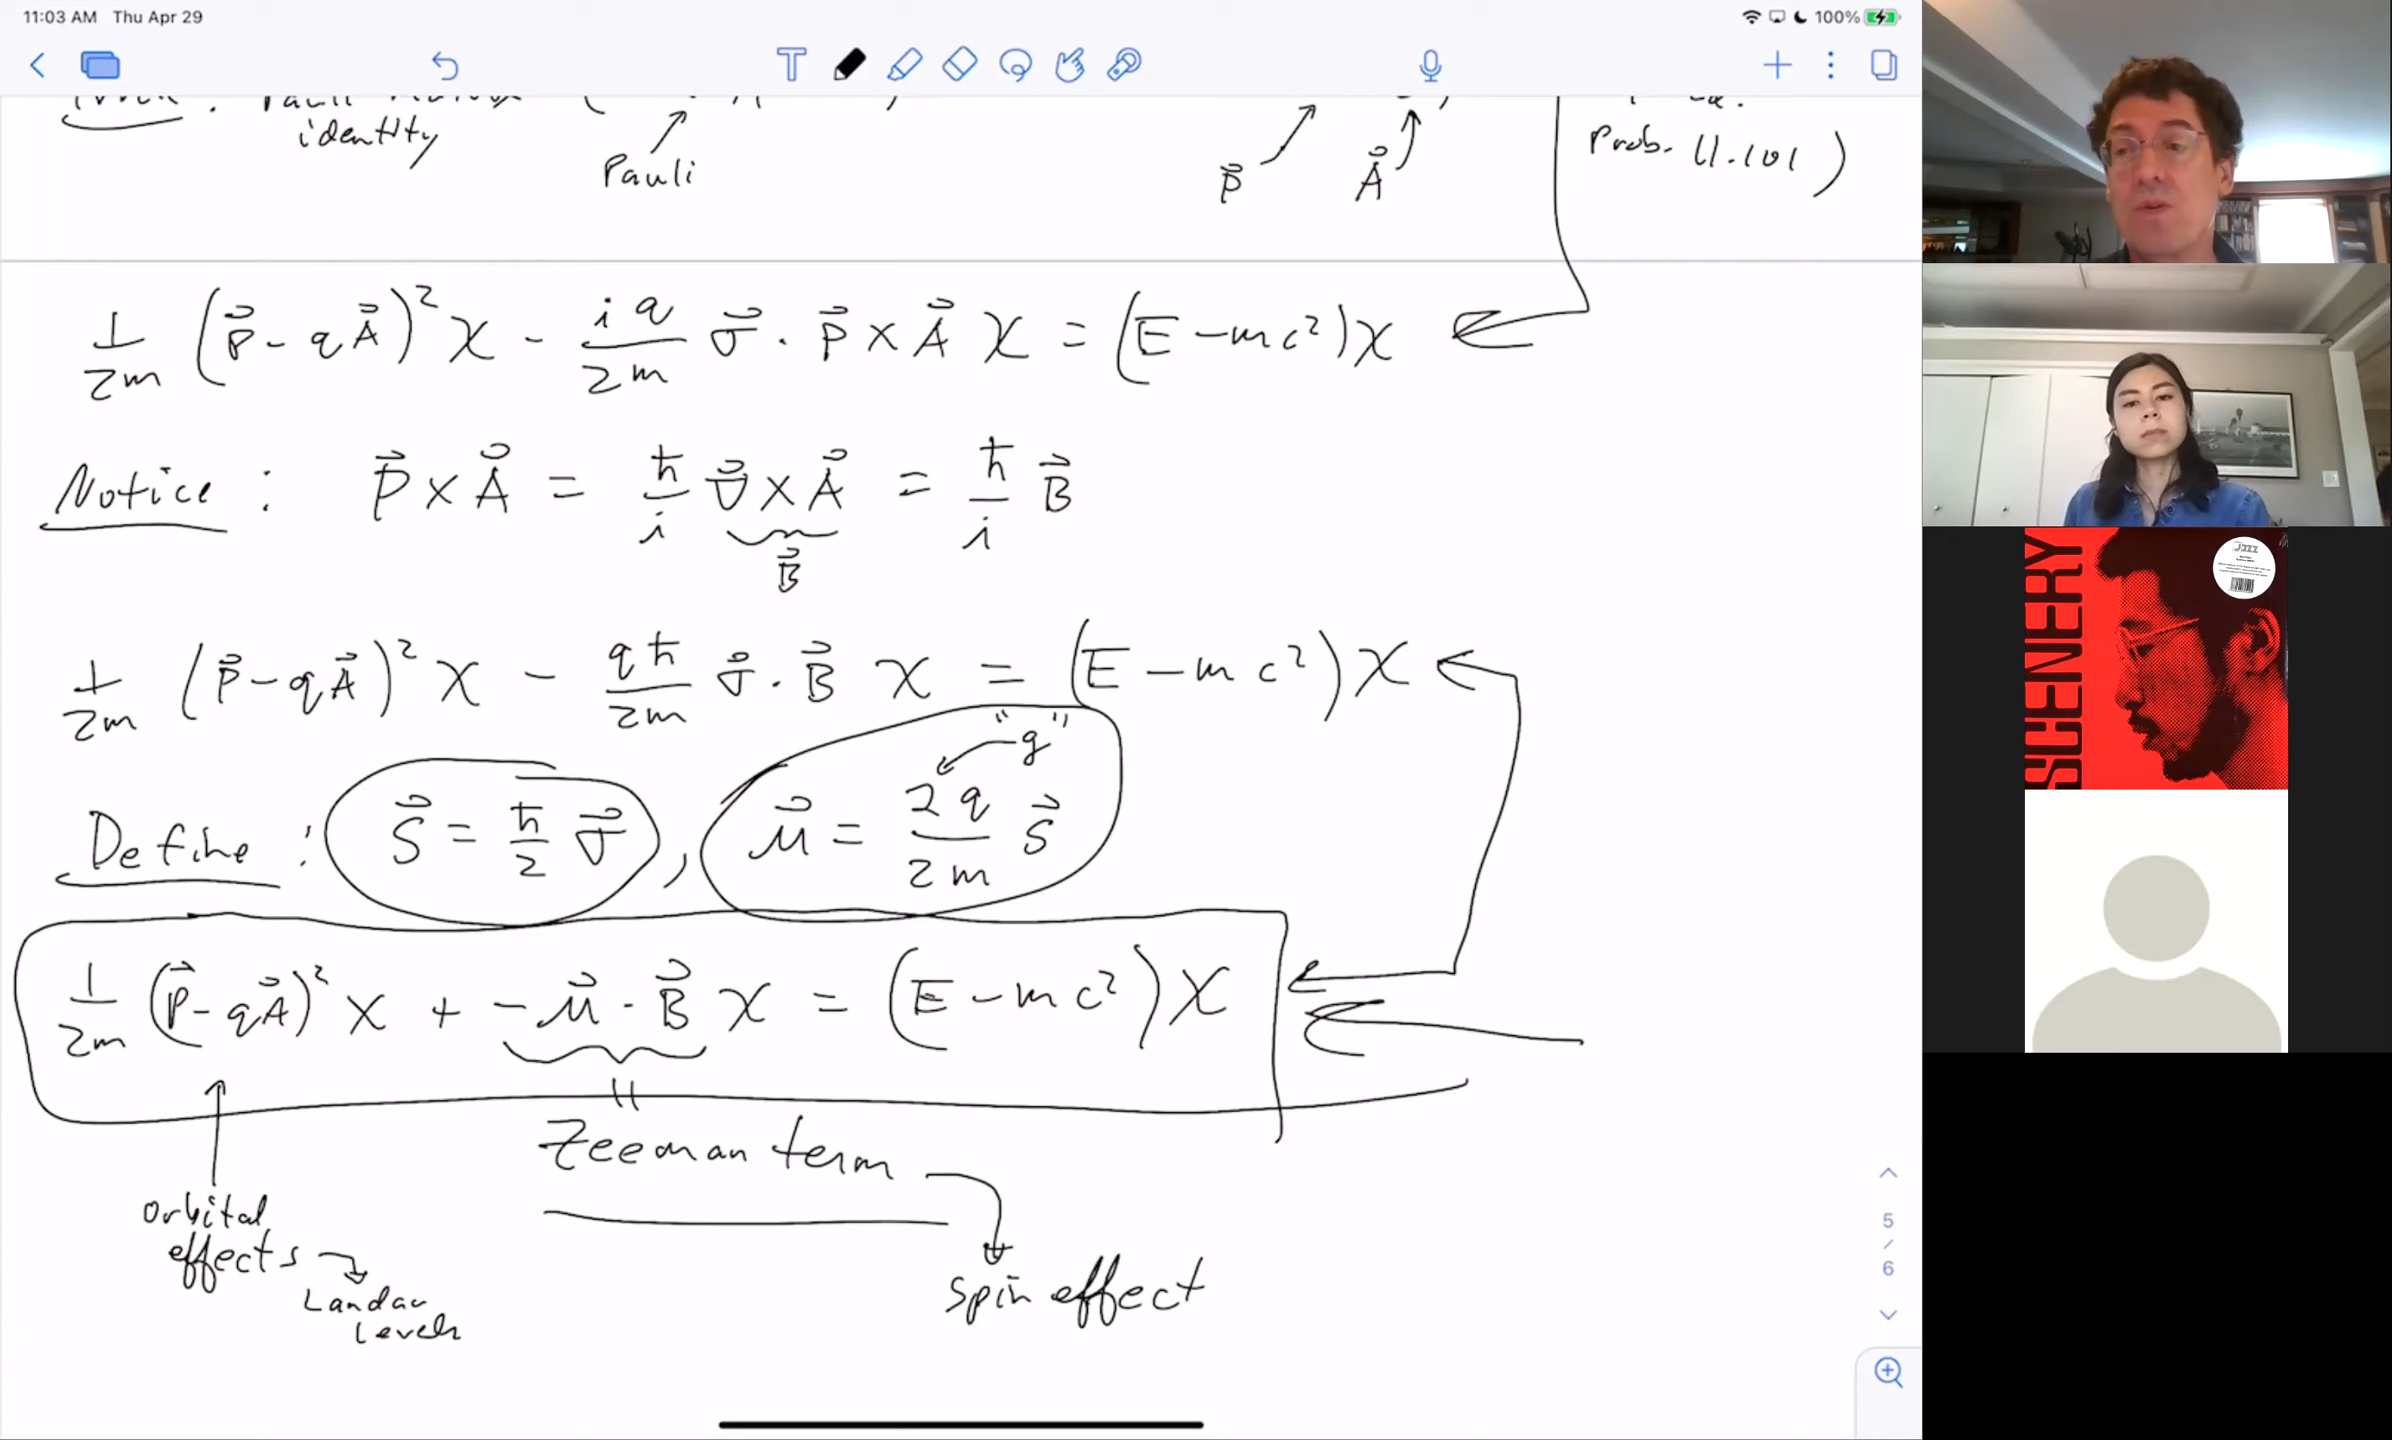 11:03 AM Thu Apr 29
100%
identity
Pauli
P⃗
A⃗
Prob. 11.101 )
1/2m (P⃗ - qA⃗)² χ - iq/2m σ⃗ · P⃗ × A⃗ χ = (E - mc²)χ
Notice : P⃗ × A⃗ = ħ/i ∇⃗ × A⃗ = ħ/i B⃗
B⃗
1/2m (P⃗ - qA⃗)² χ - qħ/2m σ⃗ · B⃗ χ = (E - mc²)χ
"g"
Define : S⃗ = ħ/2 σ⃗ , μ⃗ = 2q/2m S⃗
1/2m (P⃗ - qA⃗)² χ + -μ⃗ · B⃗ χ = (E - mc²)χ
Zeeman term
orbital
effects
Landau
levels
spin effect
5
/
6
SCENERY
JAZZ